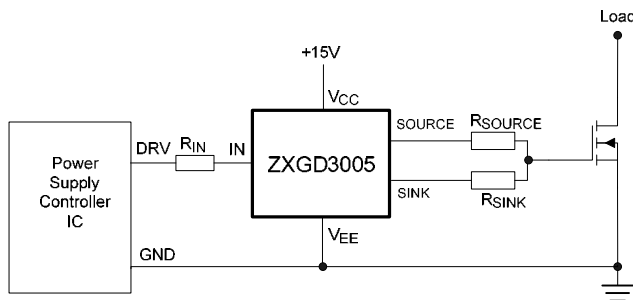 Load
+15V
VCC
SOURCE
RSOURCE
DRV
RIN
IN
ZXGD3005
Power
Supply
Controller
IC
SINK
RSINK
VEE
GND